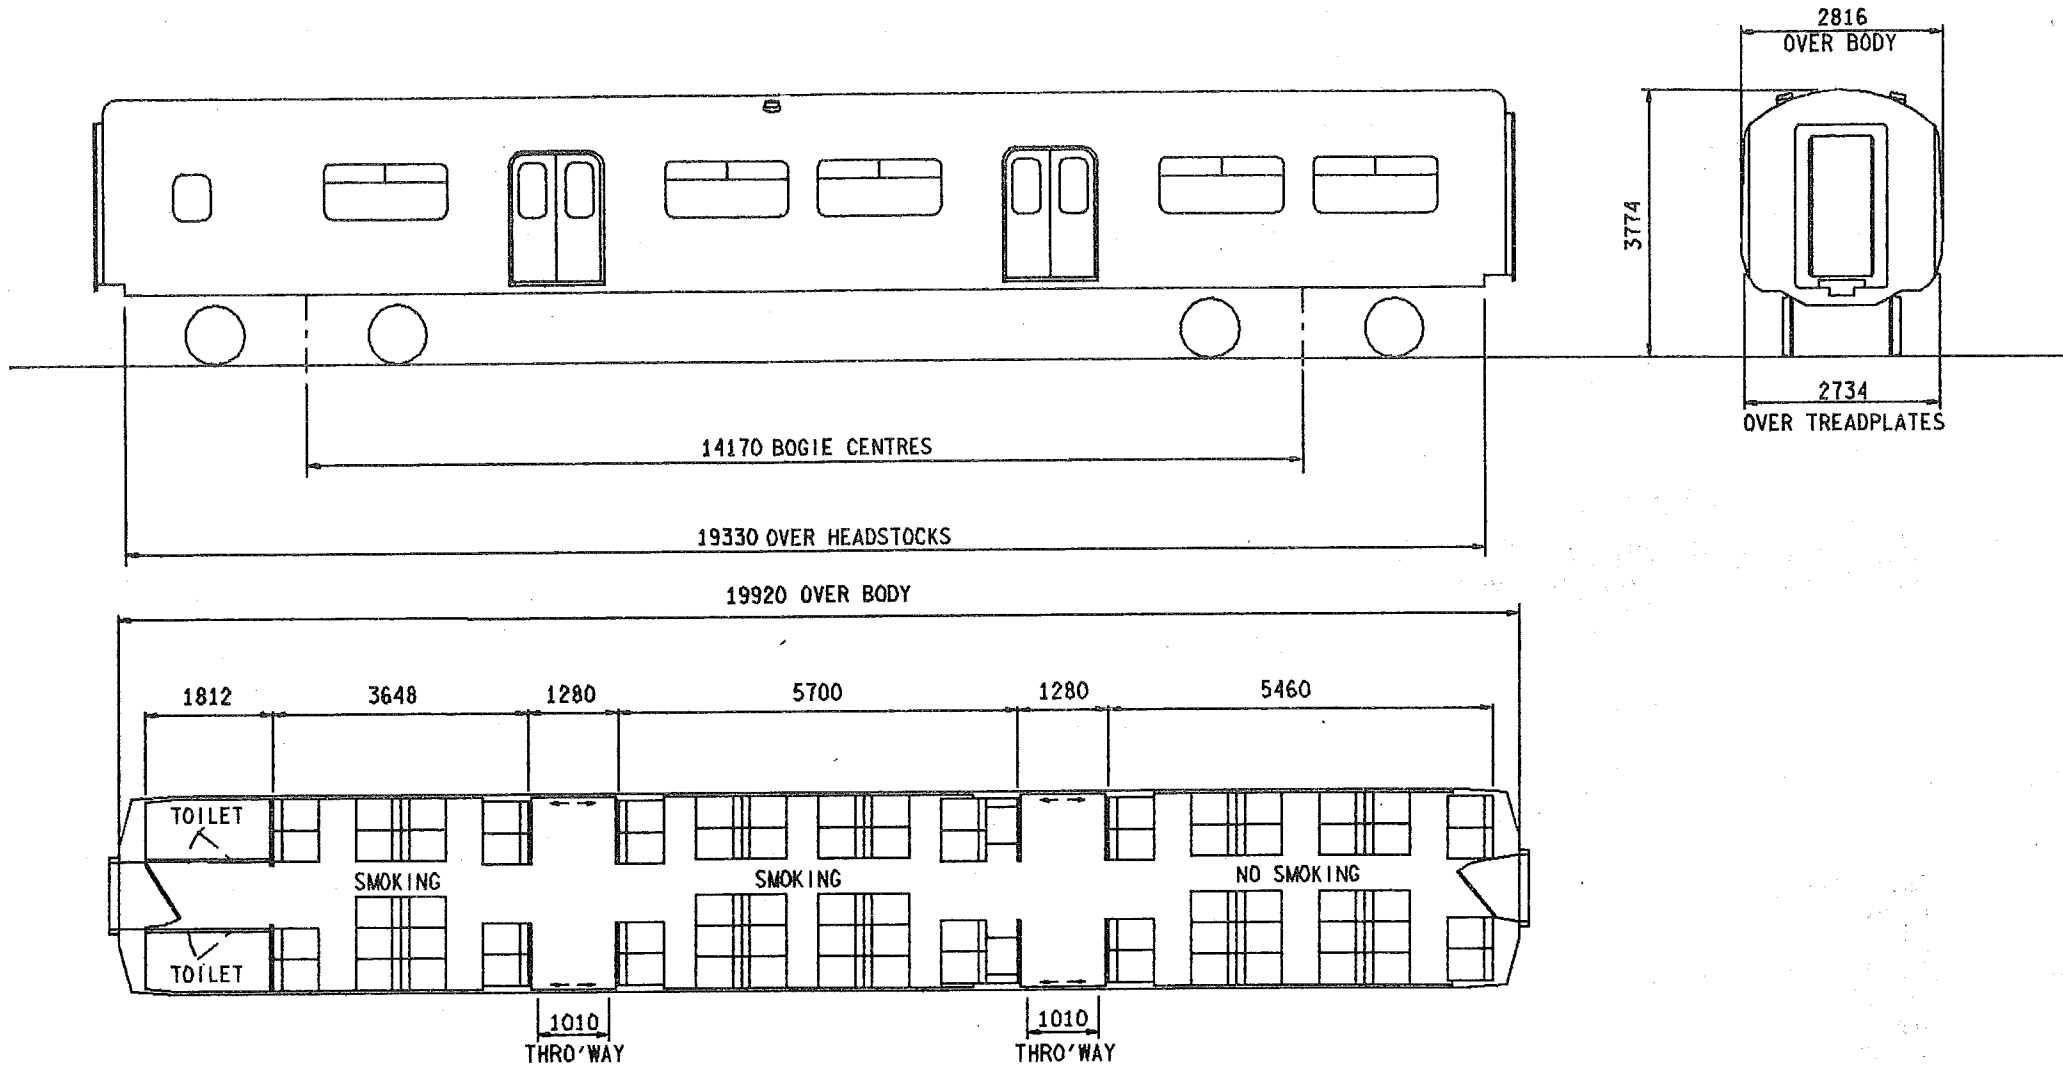 2816
OVER BODY
3774
2734
OVER TREADPLATES
14170 BOGIE CENTRES
19330 OVER HEADSTOCKS
19920 OVER BODY
1812 3648 1280 5700 1280 5460
TOILET
SMOKING SMOKING NO SMOKING
TOILET
1010 1010
THRO'WAY THRO'WAY